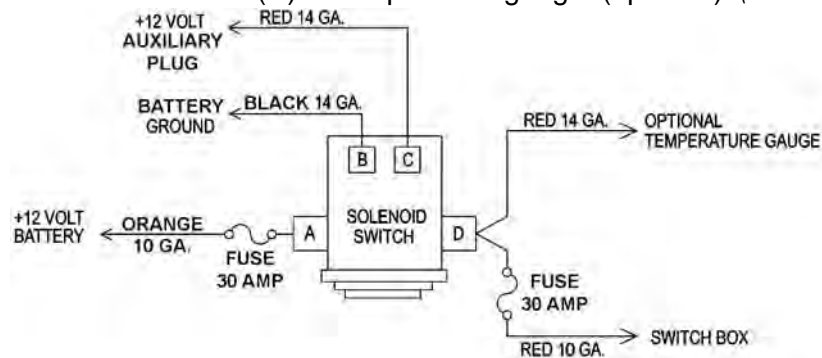 +12 VOLT
AUXILIARY
PLUG
RED 14 GA.
BATTERY
GROUND
BLACK 14 GA.
B
C
RED 14 GA.
OPTIONAL
TEMPERATURE GAUGE
+12 VOLT
BATTERY
ORANGE
10 GA.
FUSE
30 AMP
A
SOLENOID
SWITCH
D
FUSE
30 AMP
RED 10 GA.
SWITCH BOX